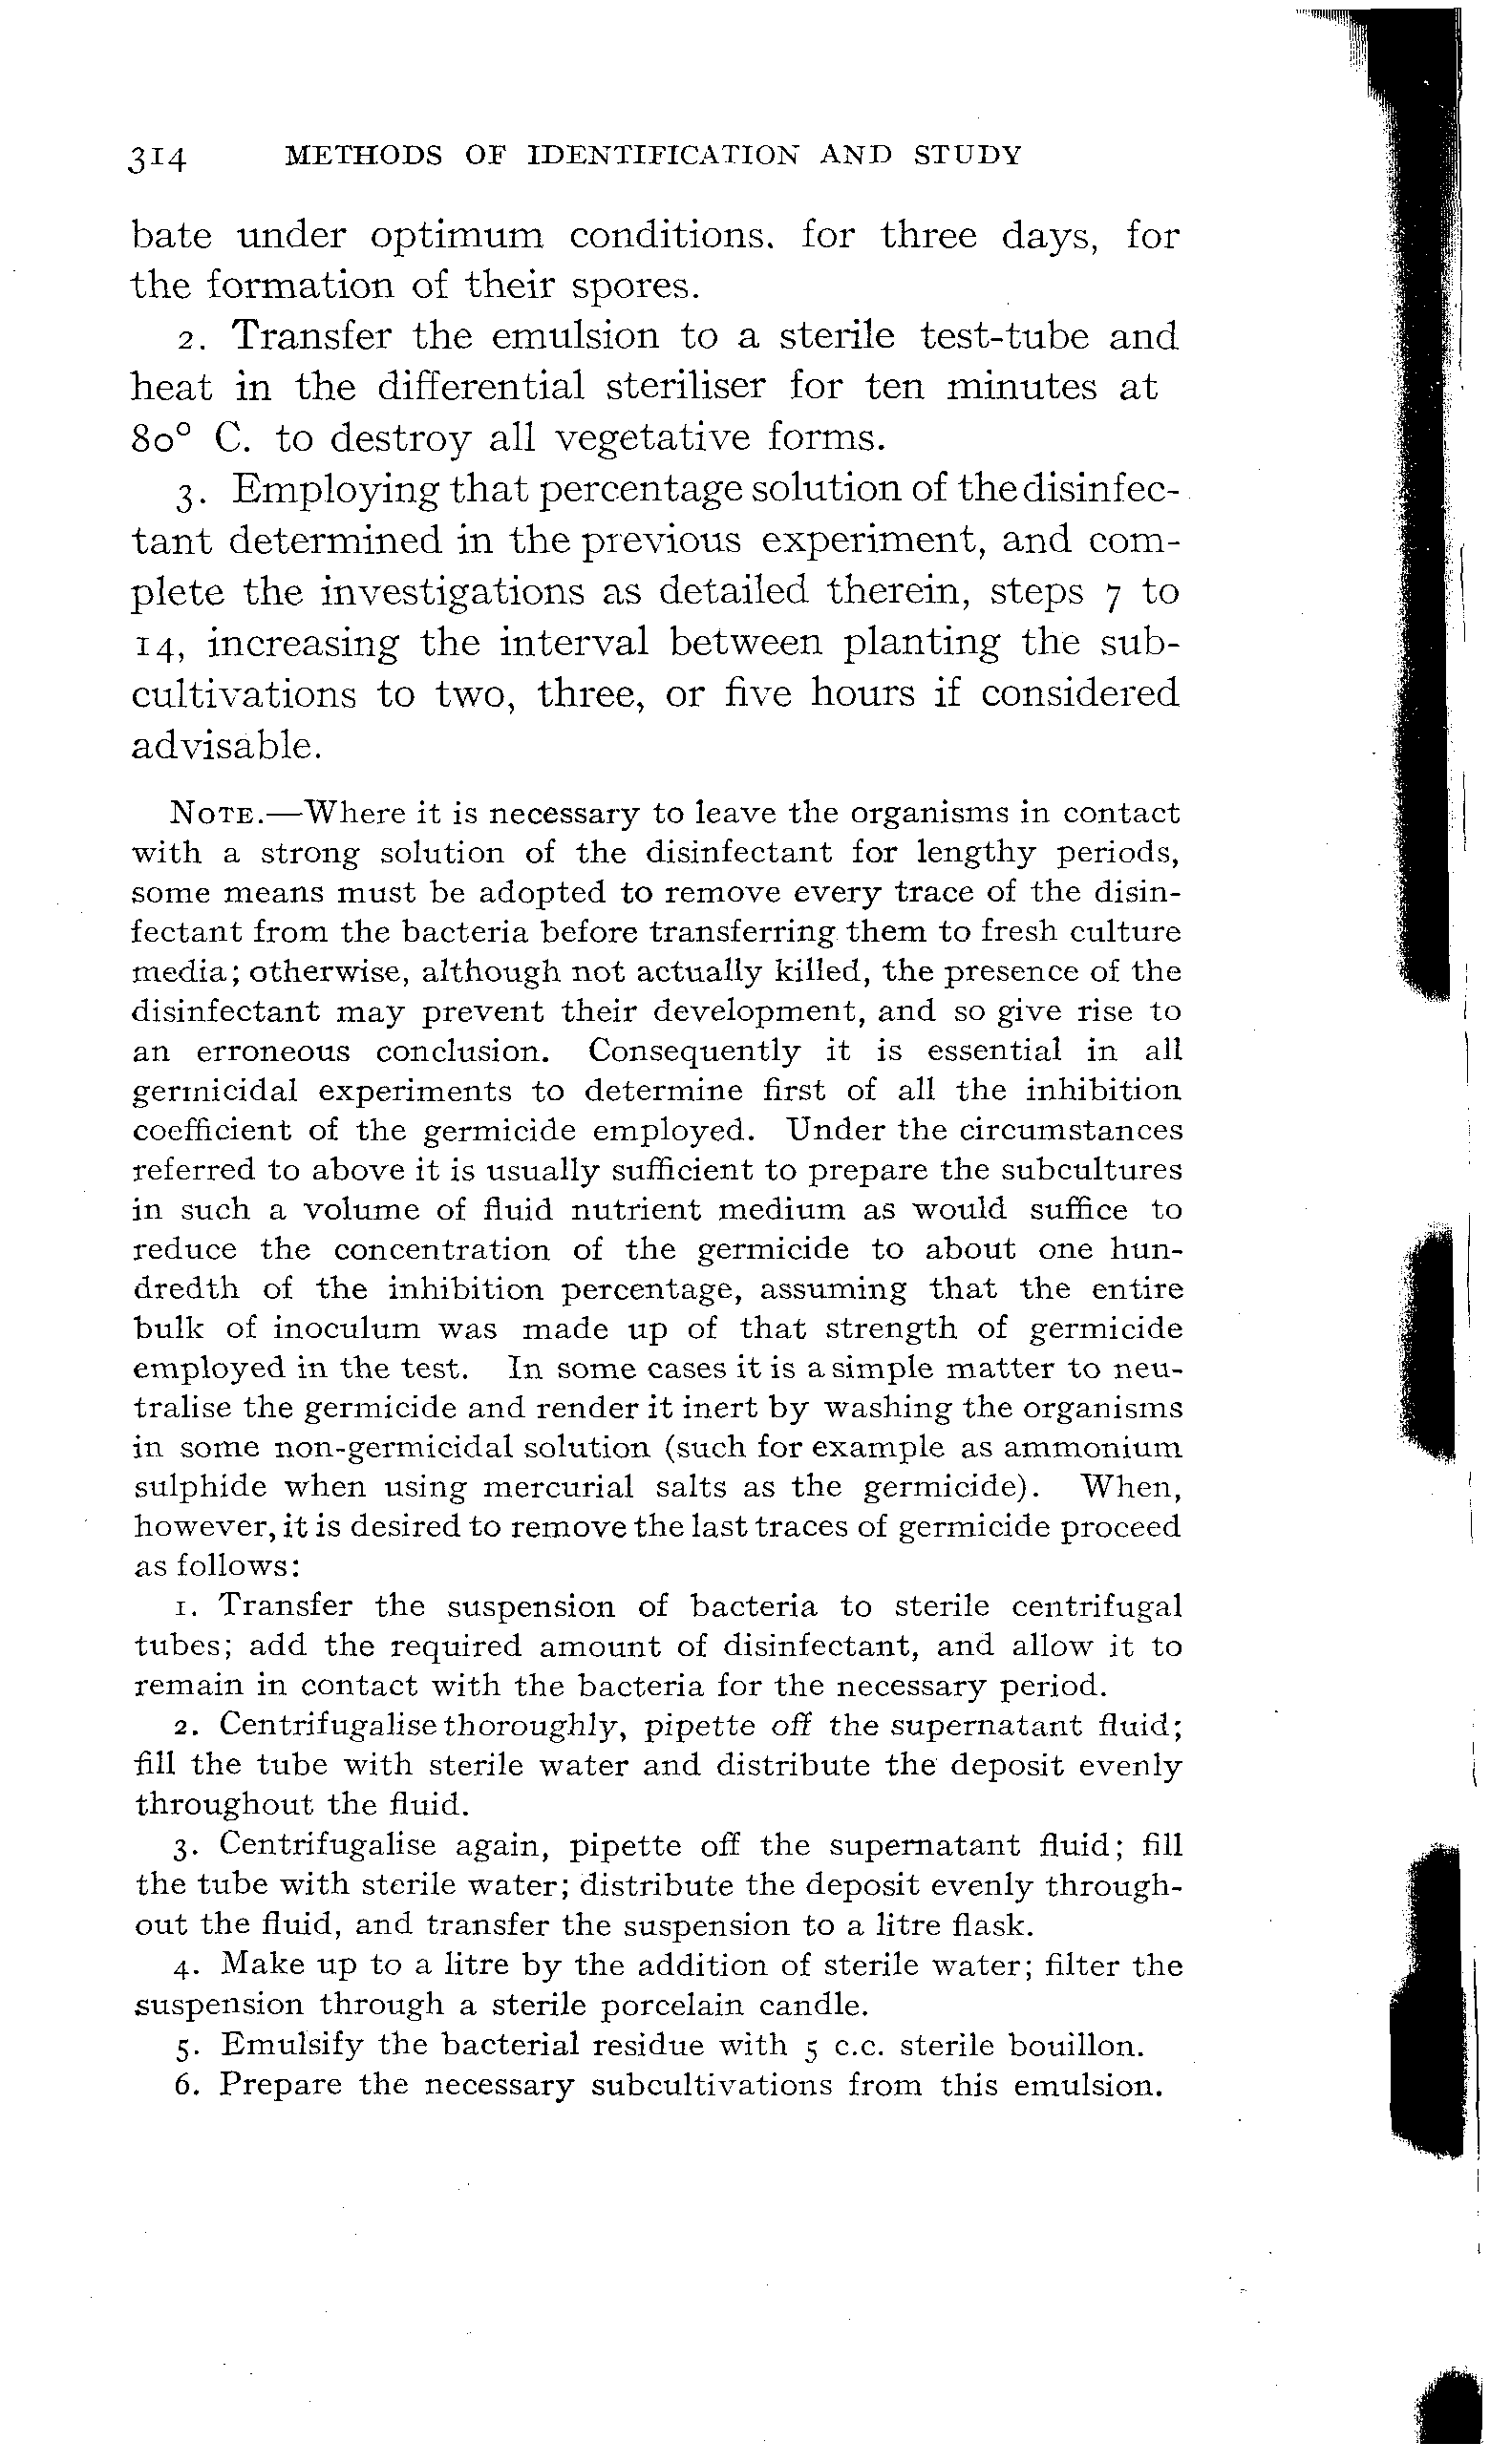 314 METHODS OF IDENTIFICATION AND STUDY
bate under optimum conditions. for three days, for
the formation of their spores.
2. Transfer the emulsion to a sterile test-tube and
heat in the differential steriliser for ten minutes at
80° C. to destroy all vegetative forms.
3. Employing that percentage solution of the disinfec-
tant determined in the previous experiment, and com-
plete the investigations as detailed therein, steps 7 to
14, increasing the interval between planting the sub-
cultivations to two, three, or five hours if considered
advisable.
NOTE.—Where it is necessary to leave the organisms in contact
with a strong solution of the disinfectant for lengthy periods,
some means must be adopted to remove every trace of the disin-
fectant from the bacteria before transferring them to fresh culture
media; otherwise, although not actually killed, the presence of the
disinfectant may prevent their development, and so give rise to
an erroneous conclusion. Consequently it is essential in all
germicidal experiments to determine first of all the inhibition
coefficient of the germicide employed. Under the circumstances
referred to above it is usually sufficient to prepare the subcultures
in such a volume of fluid nutrient medium as would suffice to
reduce the concentration of the germicide to about one hun-
dredth of the inhibition percentage, assuming that the entire
bulk of inoculum was made up of that strength of germicide
employed in the test. In some cases it is a simple matter to neu-
tralise the germicide and render it inert by washing the organisms
in some non-germicidal solution (such for example as ammonium
sulphide when using mercurial salts as the germicide). When,
however, it is desired to remove the last traces of germicide proceed
as follows:
1. Transfer the suspension of bacteria to sterile centrifugal
tubes; add the required amount of disinfectant, and allow it to
remain in contact with the bacteria for the necessary period.
2. Centrifugalise thoroughly, pipette off the supernatant fluid;
fill the tube with sterile water and distribute the deposit evenly
throughout the fluid.
3. Centrifugalise again, pipette off the supernatant fluid; fill
the tube with sterile water; distribute the deposit evenly through-
out the fluid, and transfer the suspension to a litre flask.
4. Make up to a litre by the addition of sterile water; filter the
suspension through a sterile porcelain candle.
5. Emulsify the bacterial residue with 5 c.c. sterile bouillon.
6. Prepare the necessary subcultivations from this emulsion.